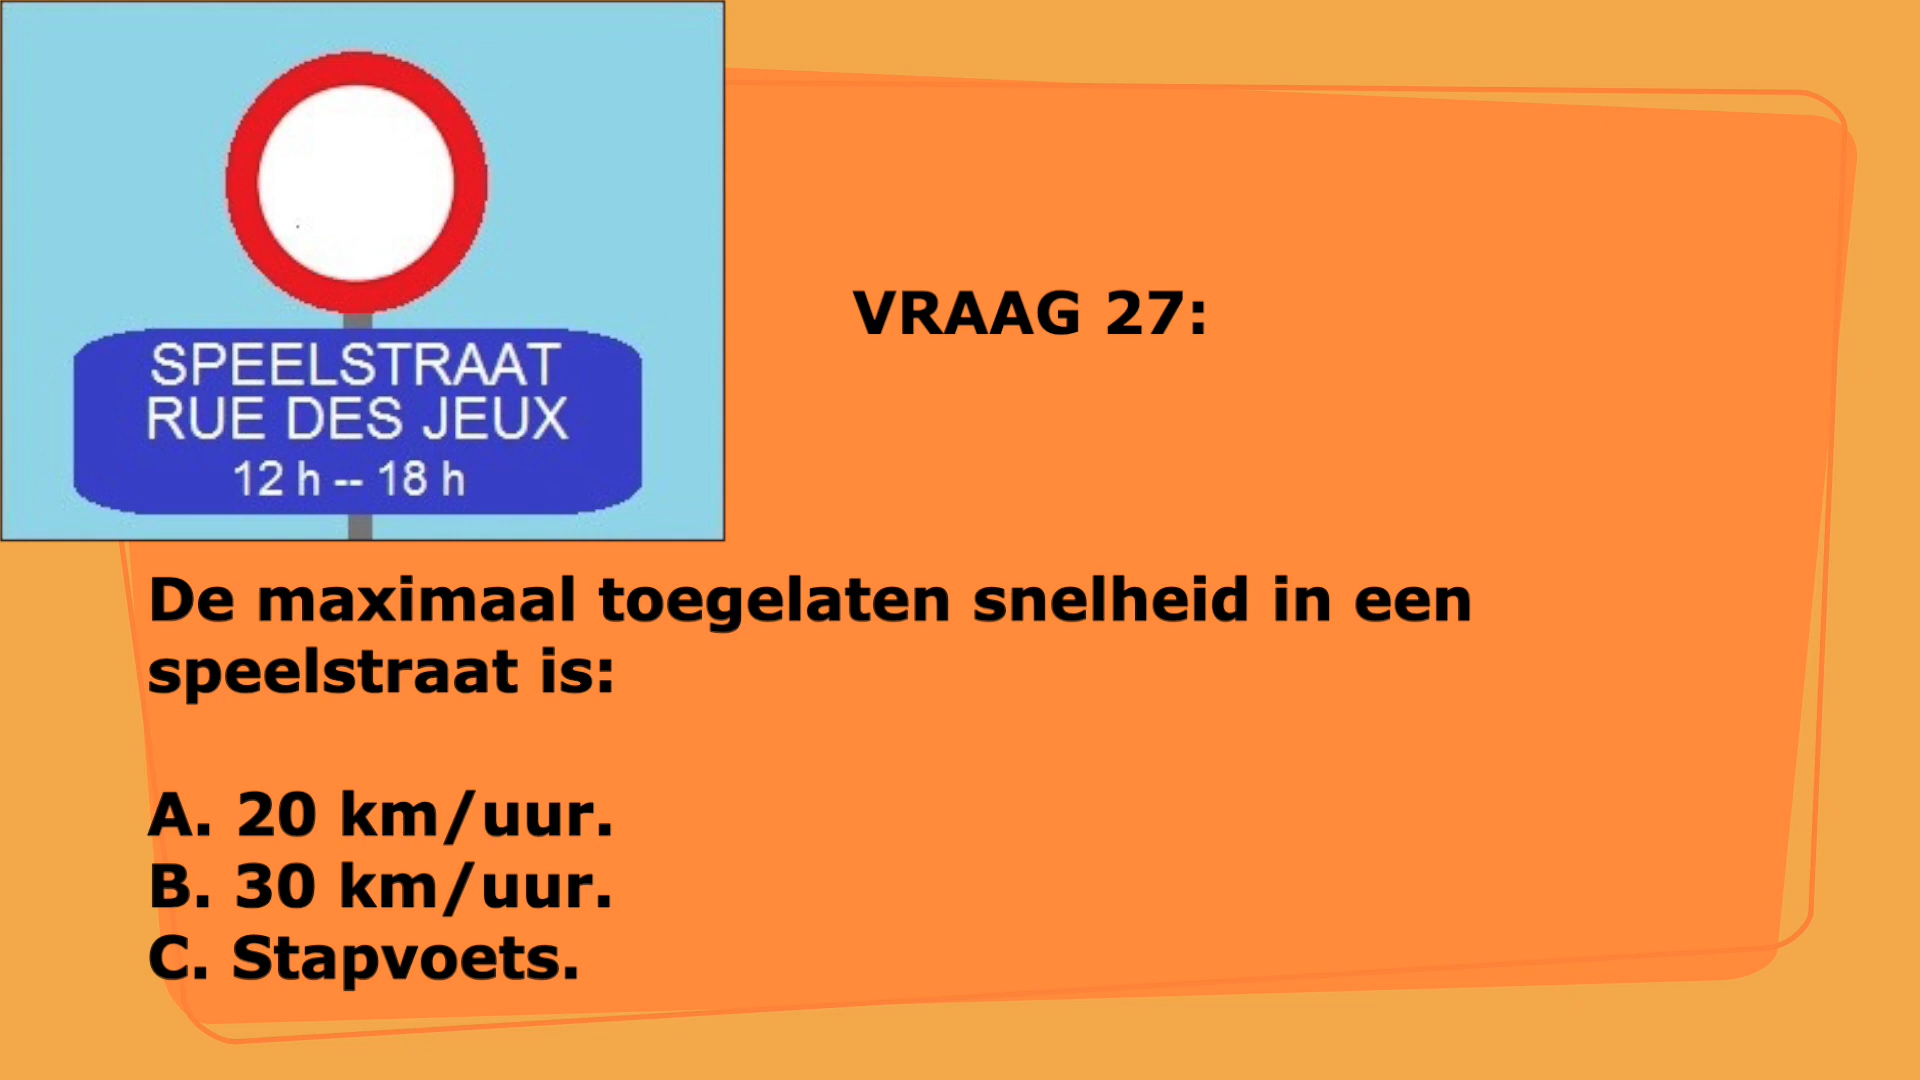 SPEELSTRAAT
RUE DES JEUX
12 h -- 18 h
VRAAG 27:
De maximaal toegelaten snelheid in een
speelstraat is:
A. 20 km/uur.
B. 30 km/uur.
C. Stapvoets.